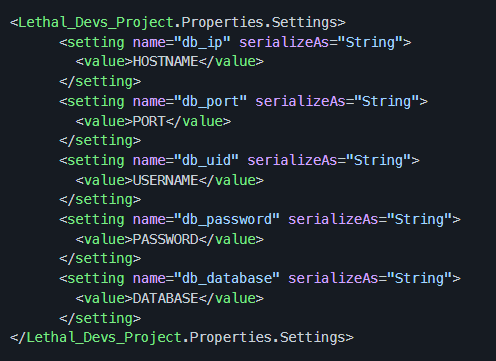 <Lethal_Devs_Project.Properties.Settings>
<setting name="db_ip" serializeAs="String">
<value>HOSTNAME</value>
</setting>
<setting name="db_port" serializeAs="String">
<value>PORT</value>
</setting>
<setting name="db_uid" serializeAs="String">
<value>USERNAME</value>
</setting>
<setting name="db_password" serializeAs="String">
<value>PASSWORD</value>
</setting>
<setting name="db_database" serializeAs="String">
<value>DATABASE</value>
</setting>
</Lethal_Devs_Project.Properties.Settings>